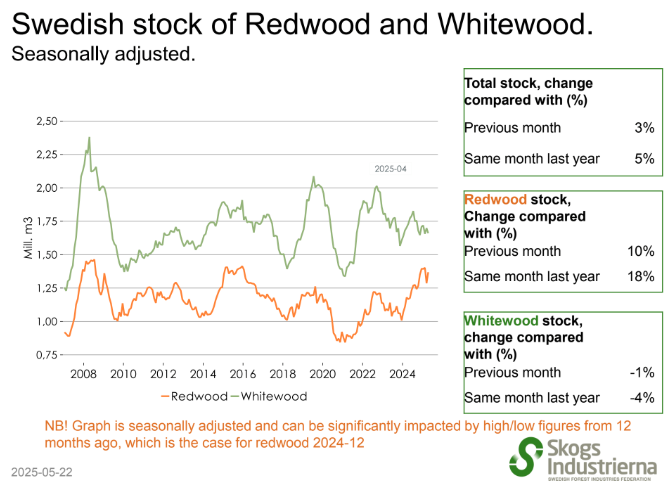 Swedish stock of Redwood and Whitewood.
Seasonally adjusted.
Total stock, change
compared with (%)
Previous month 3%
Same month last year 5%
Redwood stock,
Change compared
with (%)
Previous month 10%
Same month last year 18%
Whitewood stock,
change compared
with (%)
Previous month -1%
Same month last year -4%
Mill. m3
2,50
2,25
2,00
1,75
1,50
1,25
1,00
0,75
2025-04
2008 2010 2012 2014 2016 2018 2020 2022 2024
Redwood Whitewood
NB! Graph is seasonally adjusted and can be significantly impacted by high/low figures from 12
months ago, which is the case for redwood 2024-12
2025-05-22
Skogs
Industrierna
SWEDISH FOREST INDUSTRIES FEDERATION